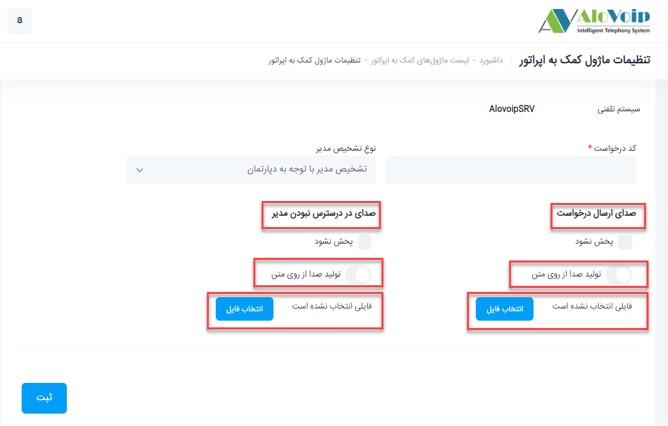 a
AloVoip
Intelligent Telephony System
تنظیمات ماژول کمک به اپراتور
داشبورد - لیست ماژول‌های کمک به اپراتور - تنظیمات ماژول کمک به اپراتور
سیستم تلفنی AlovoipSRV
کد درخواست *
نوع تشخیص مدیر
تشخیص مدیر با توجه به دپارتمان
صدای ارسال درخواست
صدای در درسترس نبودن مدیر
پخش نشود
پخش نشود
تولید صدا از روی متن
تولید صدا از روی متن
فایلی انتخاب نشده است انتخاب فایل
فایلی انتخاب نشده است انتخاب فایل
ثبت